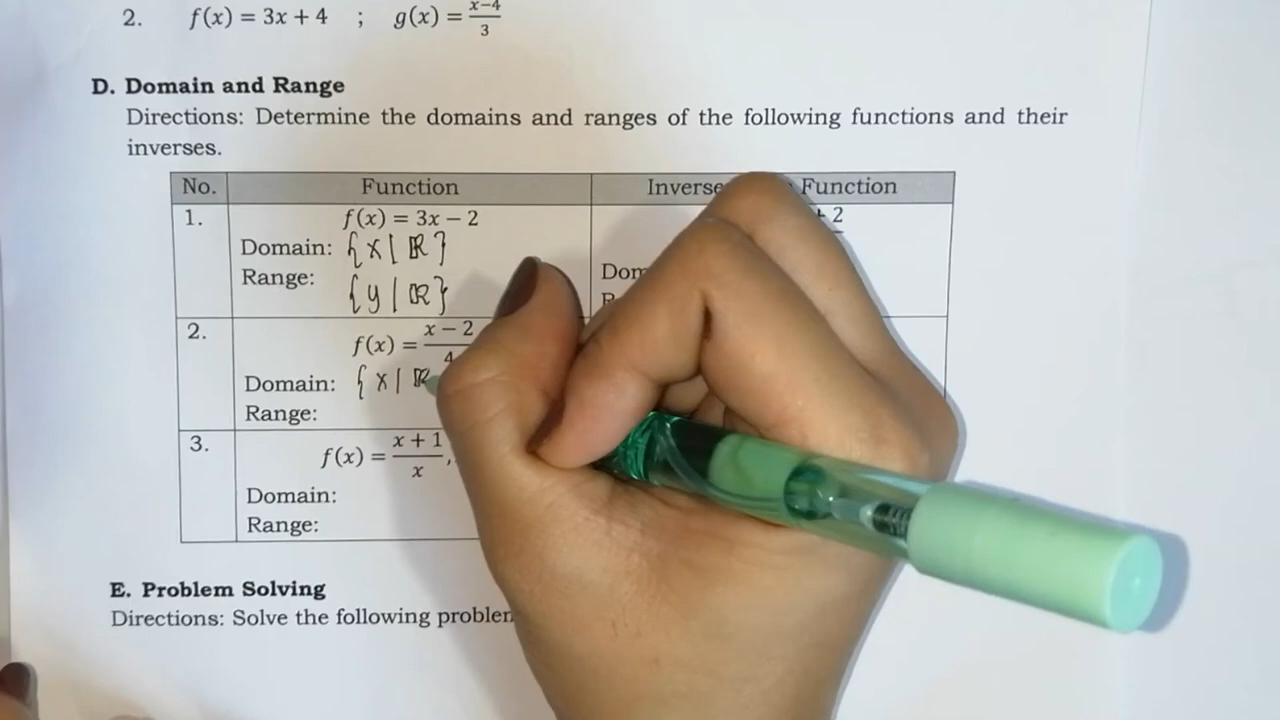 2. f(x) = 3x + 4 ; g(x) = x−4/3
D. Domain and Range
Directions: Determine the domains and ranges of the following functions and their
inverses.
No. Function Inverse Function
1. f(x) = 3x − 2 + 2
Domain: {x | ℝ}
Range: {y | ℝ}
2. f(x) = x − 2/4
Domain: { x | ℝ
Range:
3. f(x) = x + 1/x,
Domain:
Range:
E. Problem Solving
Directions: Solve the following